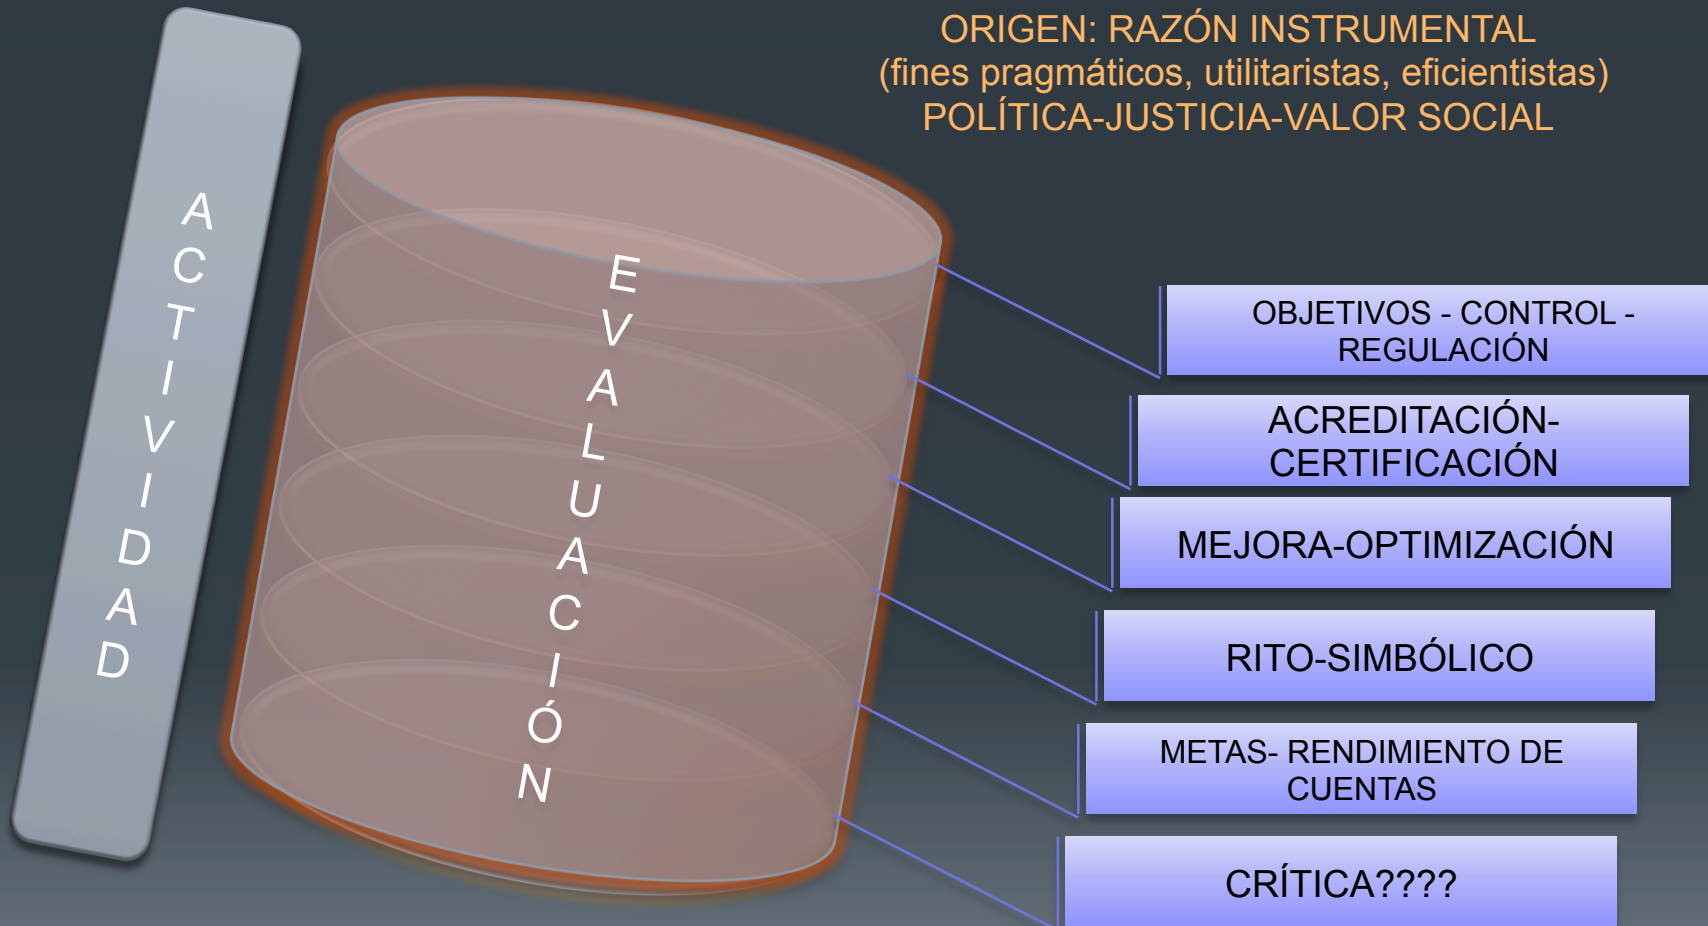 ORIGEN: RAZÓN INSTRUMENTAL
(fines pragmáticos, utilitaristas, eficientistas)
POLÍTICA-JUSTICIA-VALOR SOCIAL
ACTIVIDAD
EVALUACIÓN
OBJETIVOS - CONTROL -
REGULACIÓN
ACREDITACIÓN-
CERTIFICACIÓN
MEJORA-OPTIMIZACIÓN
RITO-SIMBÓLICO
METAS- RENDIMIENTO DE
CUENTAS
CRÍTICA????